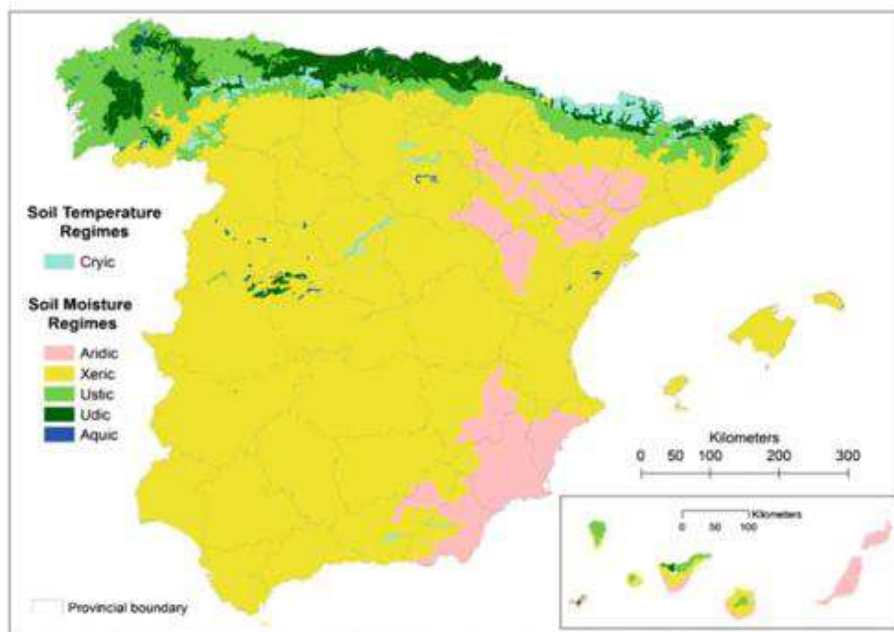 Soil Temperature
Regimes
Cryic
Soil Moisture
Regimes
Aridic
Xeric
Ustic
Udic
Aquic
Kilometers
0 50 100 200 300
Kilometers
0 50 100
Provincial boundary